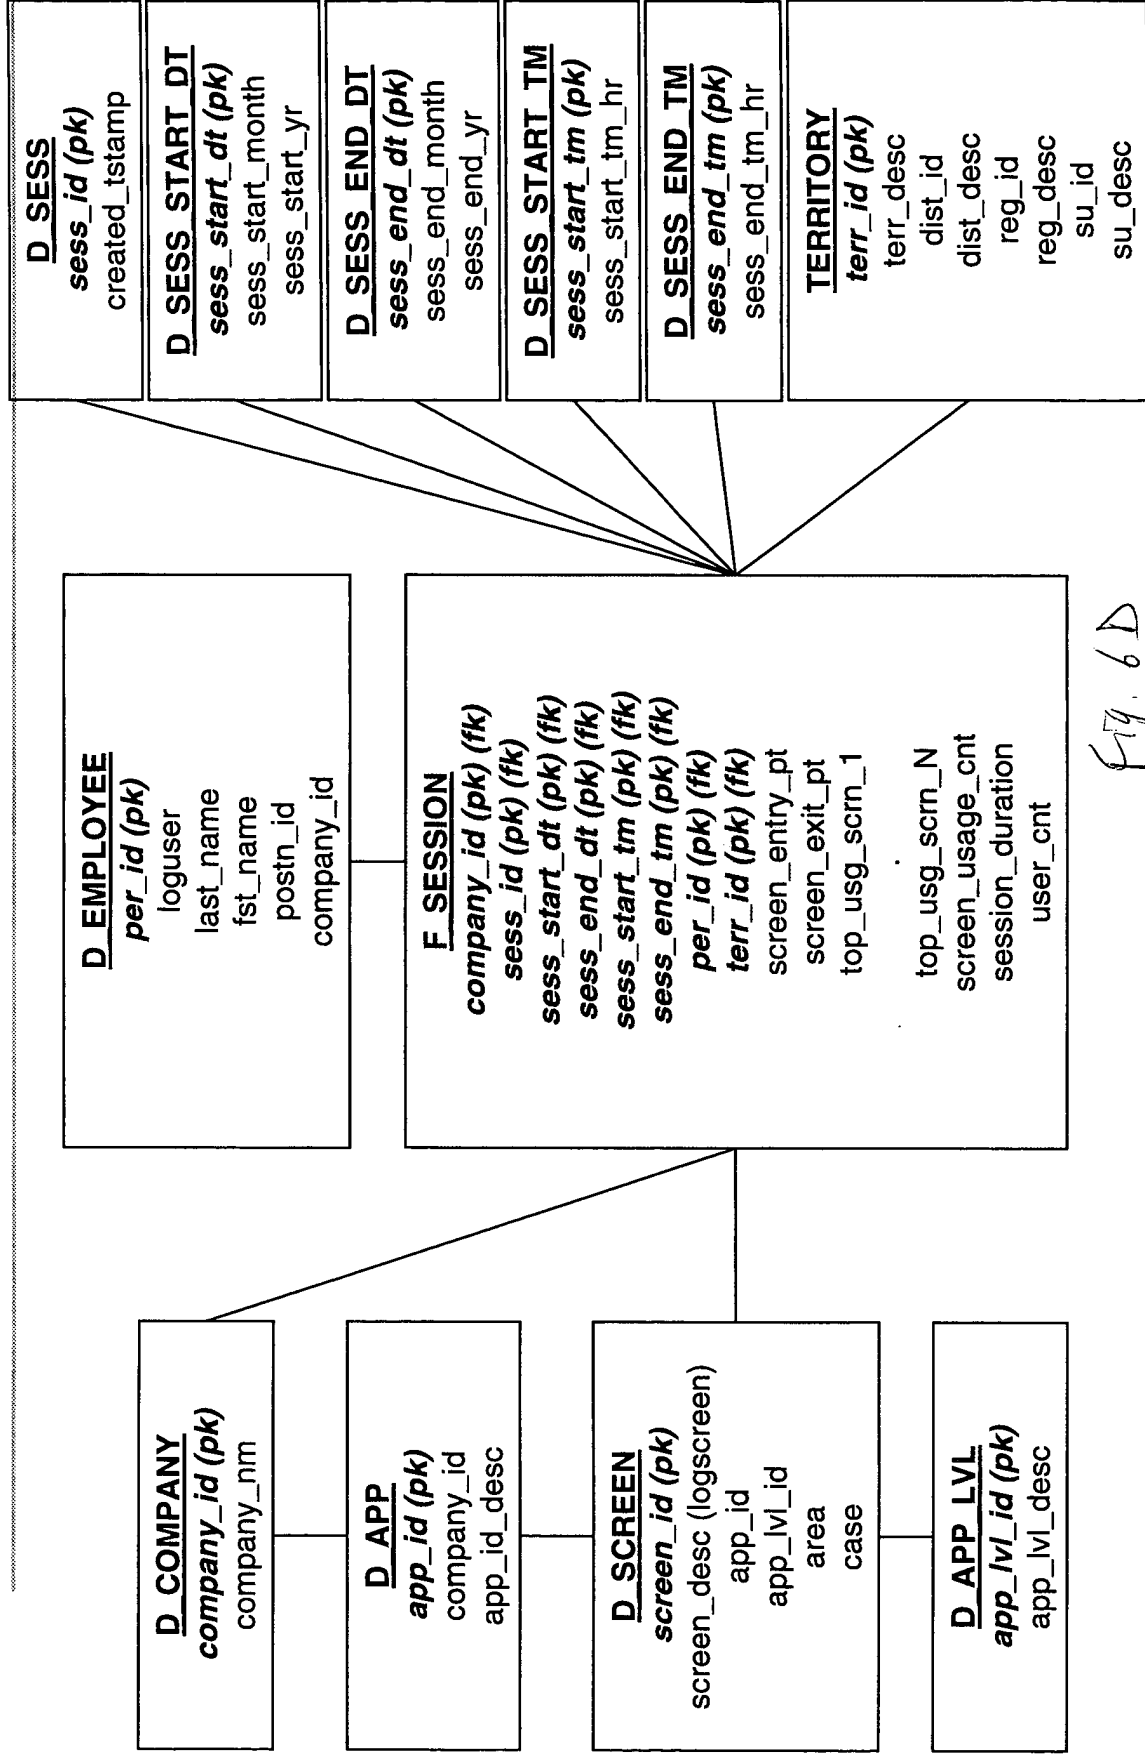 D_COMPANY
company_id (pk)
company_nm
D_APP
app_id (pk)
company_id
app_id_desc
D_SCREEN
screen_id (pk)
screen_desc (logscreen)
app_id
app_lvl_id
area
case
D_APP_LVL
app_lvl_id (pk)
app_lvl_desc
D_EMPLOYEE
per_id (pk)
loguser
last_name
fst_name
postn_id
company_id
F_SESSION
company_id (pk) (fk)
sess_id (pk) (fk)
sess_start_dt (pk) (fk)
sess_end_dt (pk) (fk)
sess_start_tm (pk) (fk)
sess_end_tm (pk) (fk)
per_id (pk) (fk)
terr_id (pk) (fk)
screen_entry_pt
screen_exit_pt
top_usg_scrn_1
top_usg_scrn_N
screen_usage_cnt
session_duration
user_cnt
D_SESS
sess_id (pk)
created_tstamp
D_SESS_START_DT
sess_start_dt (pk)
sess_start_month
sess_start_yr
D_SESS_END_DT
sess_end_dt (pk)
sess_end_month
sess_end_yr
D_SESS_START_TM
sess_start_tm (pk)
sess_start_tm_hr
D_SESS_END_TM
sess_end_tm (pk)
sess_end_tm_hr
TERRITORY
terr_id (pk)
terr_desc
dist_id
dist_desc
reg_id
reg_desc
su_id
su_desc
Fig. 6D